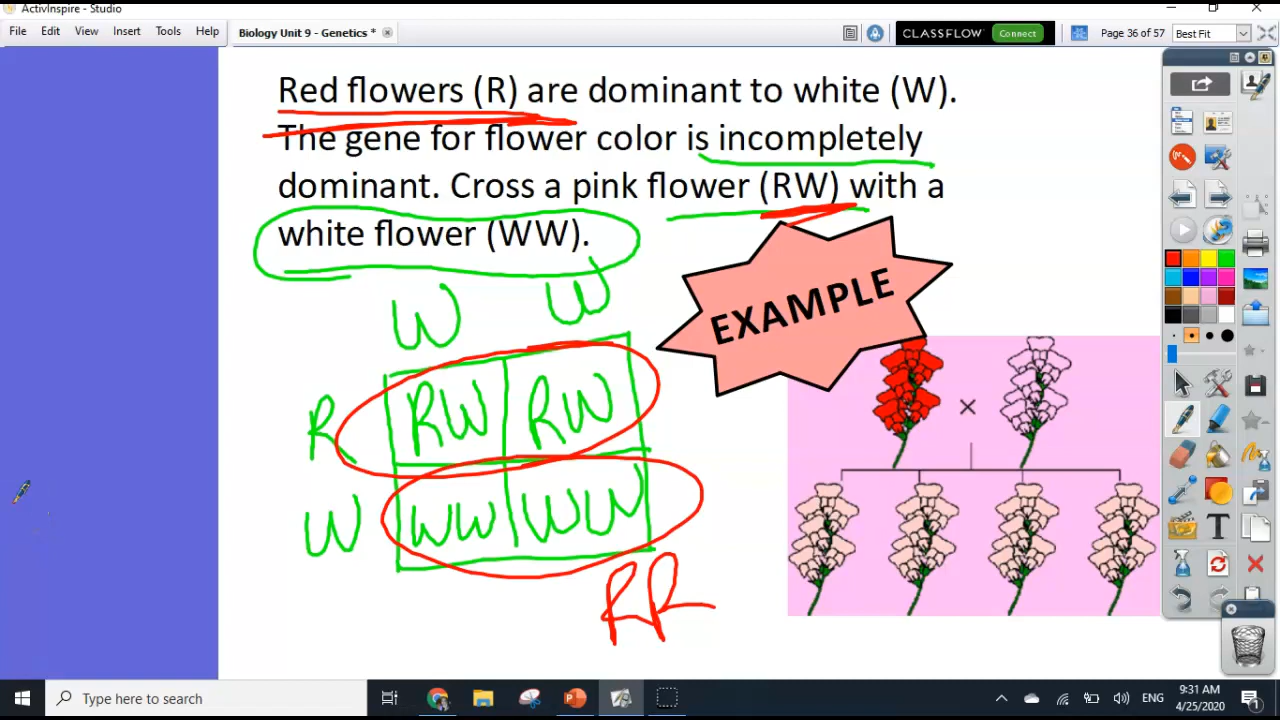 ActivInspire - Studio
File Edit View Insert Tools Help
Biology Unit 9 - Genetics *
CLASSFLOW Connect
Page 36 of 57
Best Fit
Red flowers (R) are dominant to white (W).
The gene for flower color is incompletely
dominant. Cross a pink flower (RW) with a
white flower (WW).
EXAMPLE
W W
R RW RW
W WW WW
RR
×
Type here to search
ENG
9:31 AM
4/25/2020
1